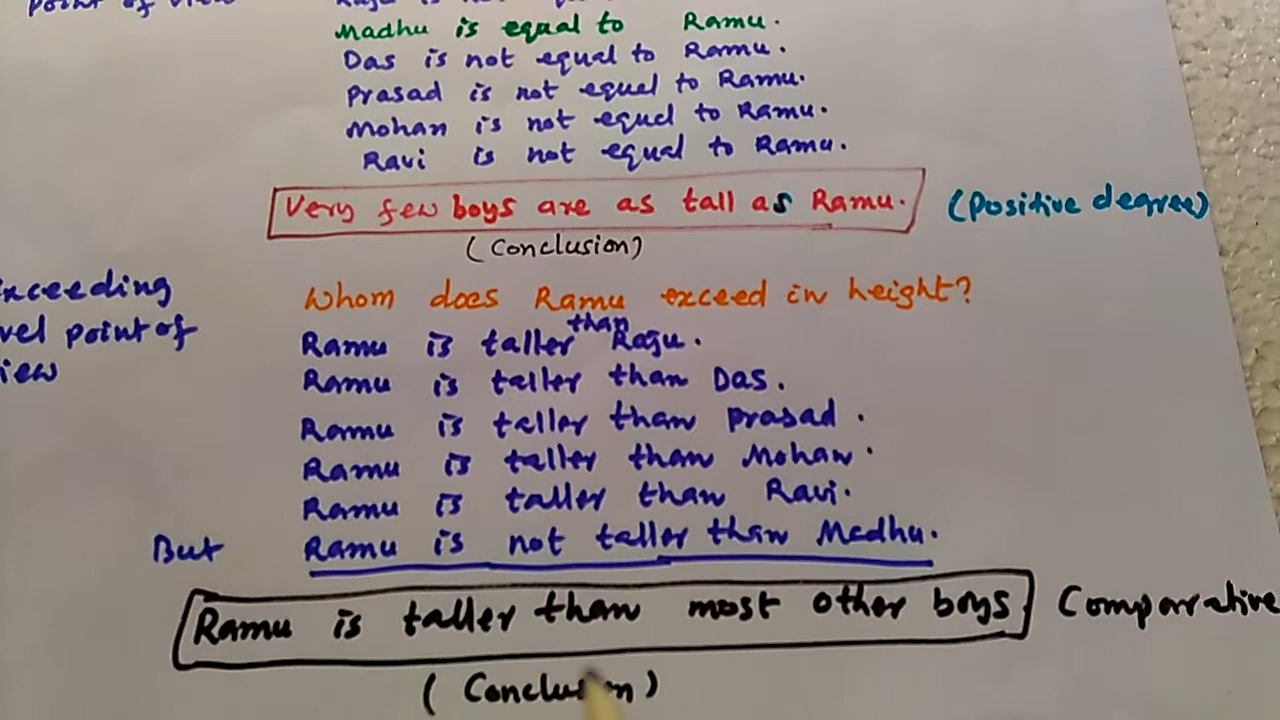 point of view
Madhu is equal to Ramu.
Das is not equal to Ramu.
Prasad is not equal to Ramu.
Mohan is not equal to Ramu.
Ravi is not equal to Ramu.
Very few boys are as tall as Ramu. (Positive degree)
(Conclusion)
exceeding
vel point of
iew
Whom does Ramu exceed in height?
Ramu is taller than Raju.
Ramu is taller than Das.
Ramu is taller than Prasad.
Ramu is taller than Mohan.
Ramu is taller than Ravi.
But Ramu is not taller than Madhu.
Ramu is taller than most other boys Comparative
(Conclusion)